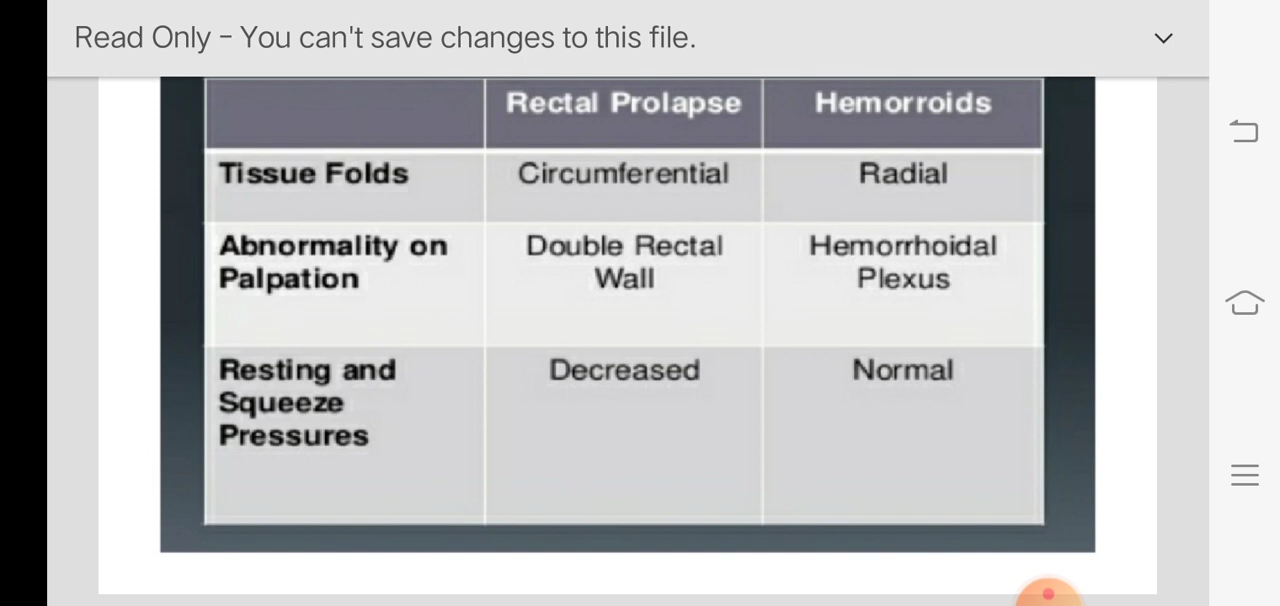 Read Only - You can't save changes to this file.
Rectal Prolapse Hemorroids
Tissue Folds Circumferential Radial
Abnormality on Double Rectal Hemorrhoidal
Palpation Wall Plexus
Resting and Decreased Normal
Squeeze
Pressures